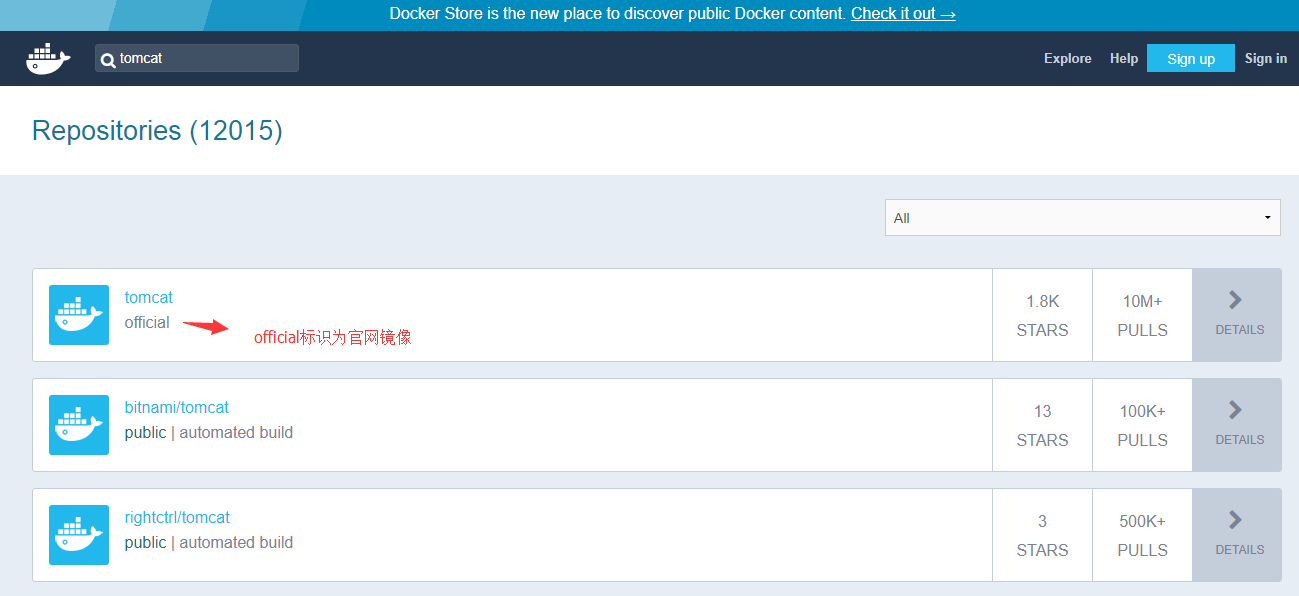 Docker Store is the new place to discover public Docker content. Check it out →
tomcat
Explore Help Sign up Sign in
Repositories (12015)
All
tomcat
official
official标识为官网镜像
1.8K
STARS
10M+
PULLS
DETAILS
bitnami/tomcat
public | automated build
13
STARS
100K+
PULLS
DETAILS
rightctrl/tomcat
public | automated build
3
STARS
500K+
PULLS
DETAILS